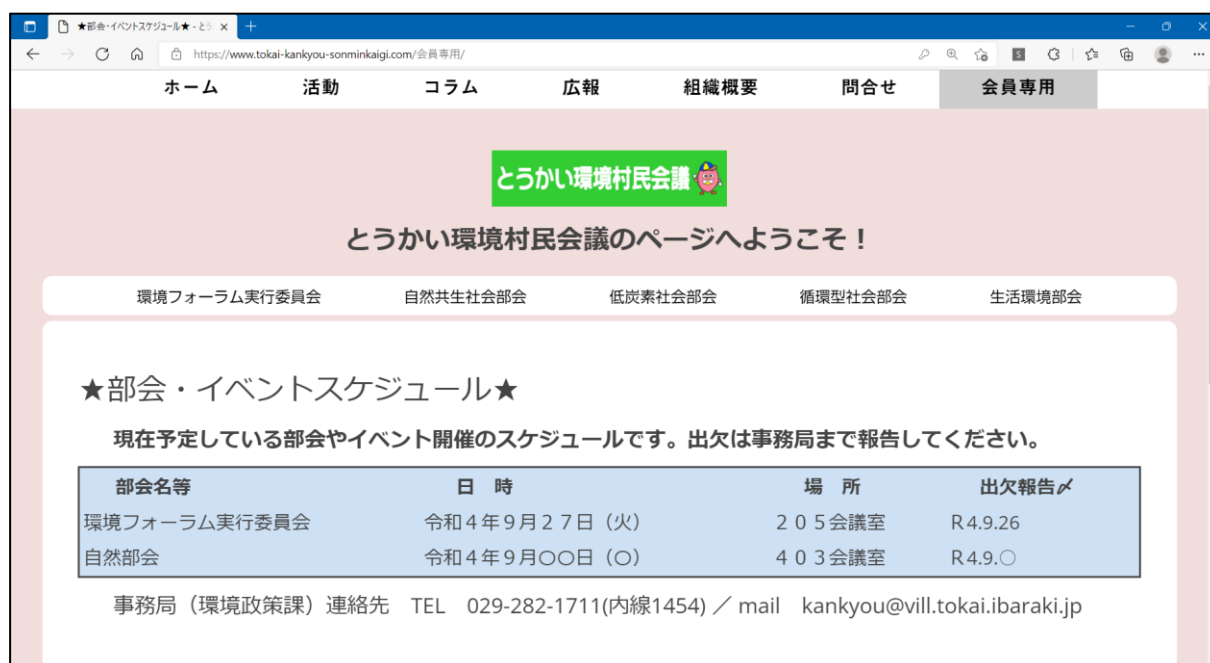 ★部会・イベントスケジュール★ - とう
https://www.tokai-kankyou-sonminkaigi.com/会員専用/
ホーム 活動 コラム 広報 組織概要 問合せ 会員専用
とうかい環境村民会議
とうかい環境村民会議のページへようこそ！
環境フォーラム実行委員会 自然共生社会部会 低炭素社会部会 循環型社会部会 生活環境部会
★部会・イベントスケジュール★
現在予定している部会やイベント開催のスケジュールです。出欠は事務局まで報告してください。
部会名等 日 時 場 所 出欠報告〆
環境フォーラム実行委員会 令和４年９月２７日（火） ２０５会議室 R4.9.26
自然部会 令和４年９月〇〇日（〇） ４０３会議室 R4.9.〇
事務局（環境政策課）連絡先 TEL 029-282-1711(内線1454) ／ mail kankyou@vill.tokai.ibaraki.jp